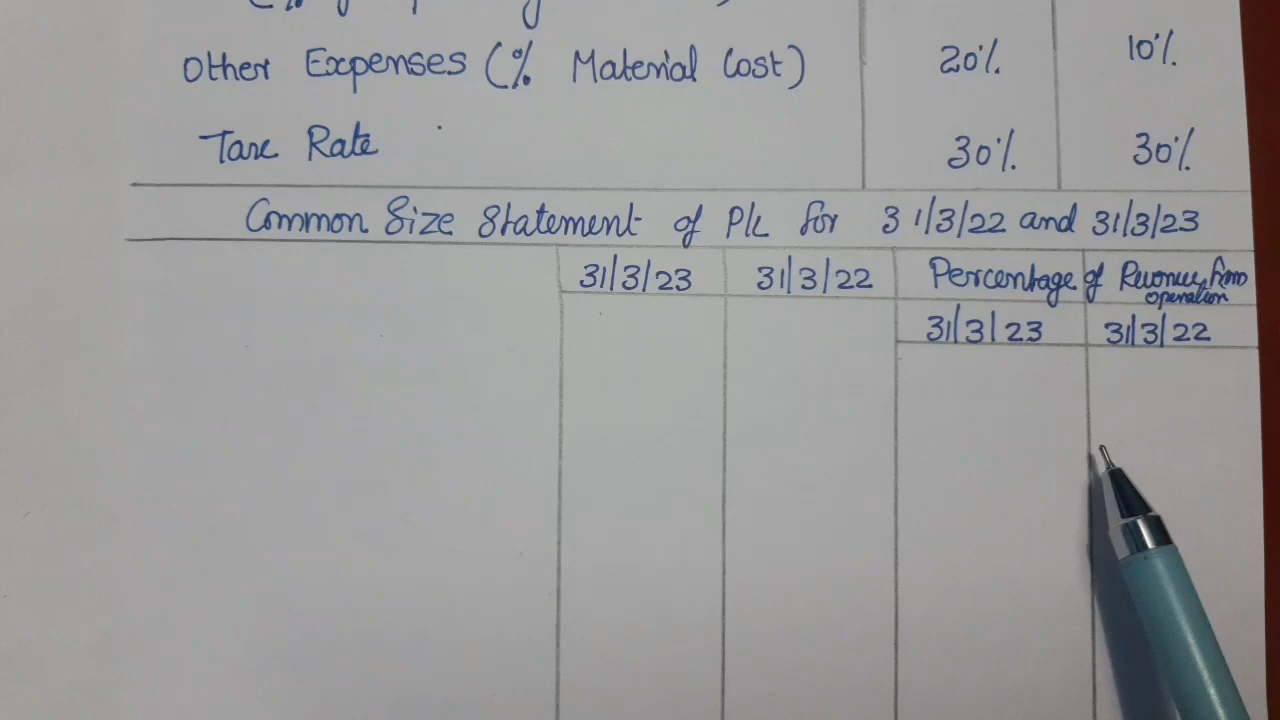 Other Expenses (% Material Cost) 20% 10%
Tax Rate 30% 30%
Common Size Statement of P/L for 31/3/22 and 31/3/23
31/3/23 31/3/22 Percentage of Revenue from operation
31/3/23 31/3/22